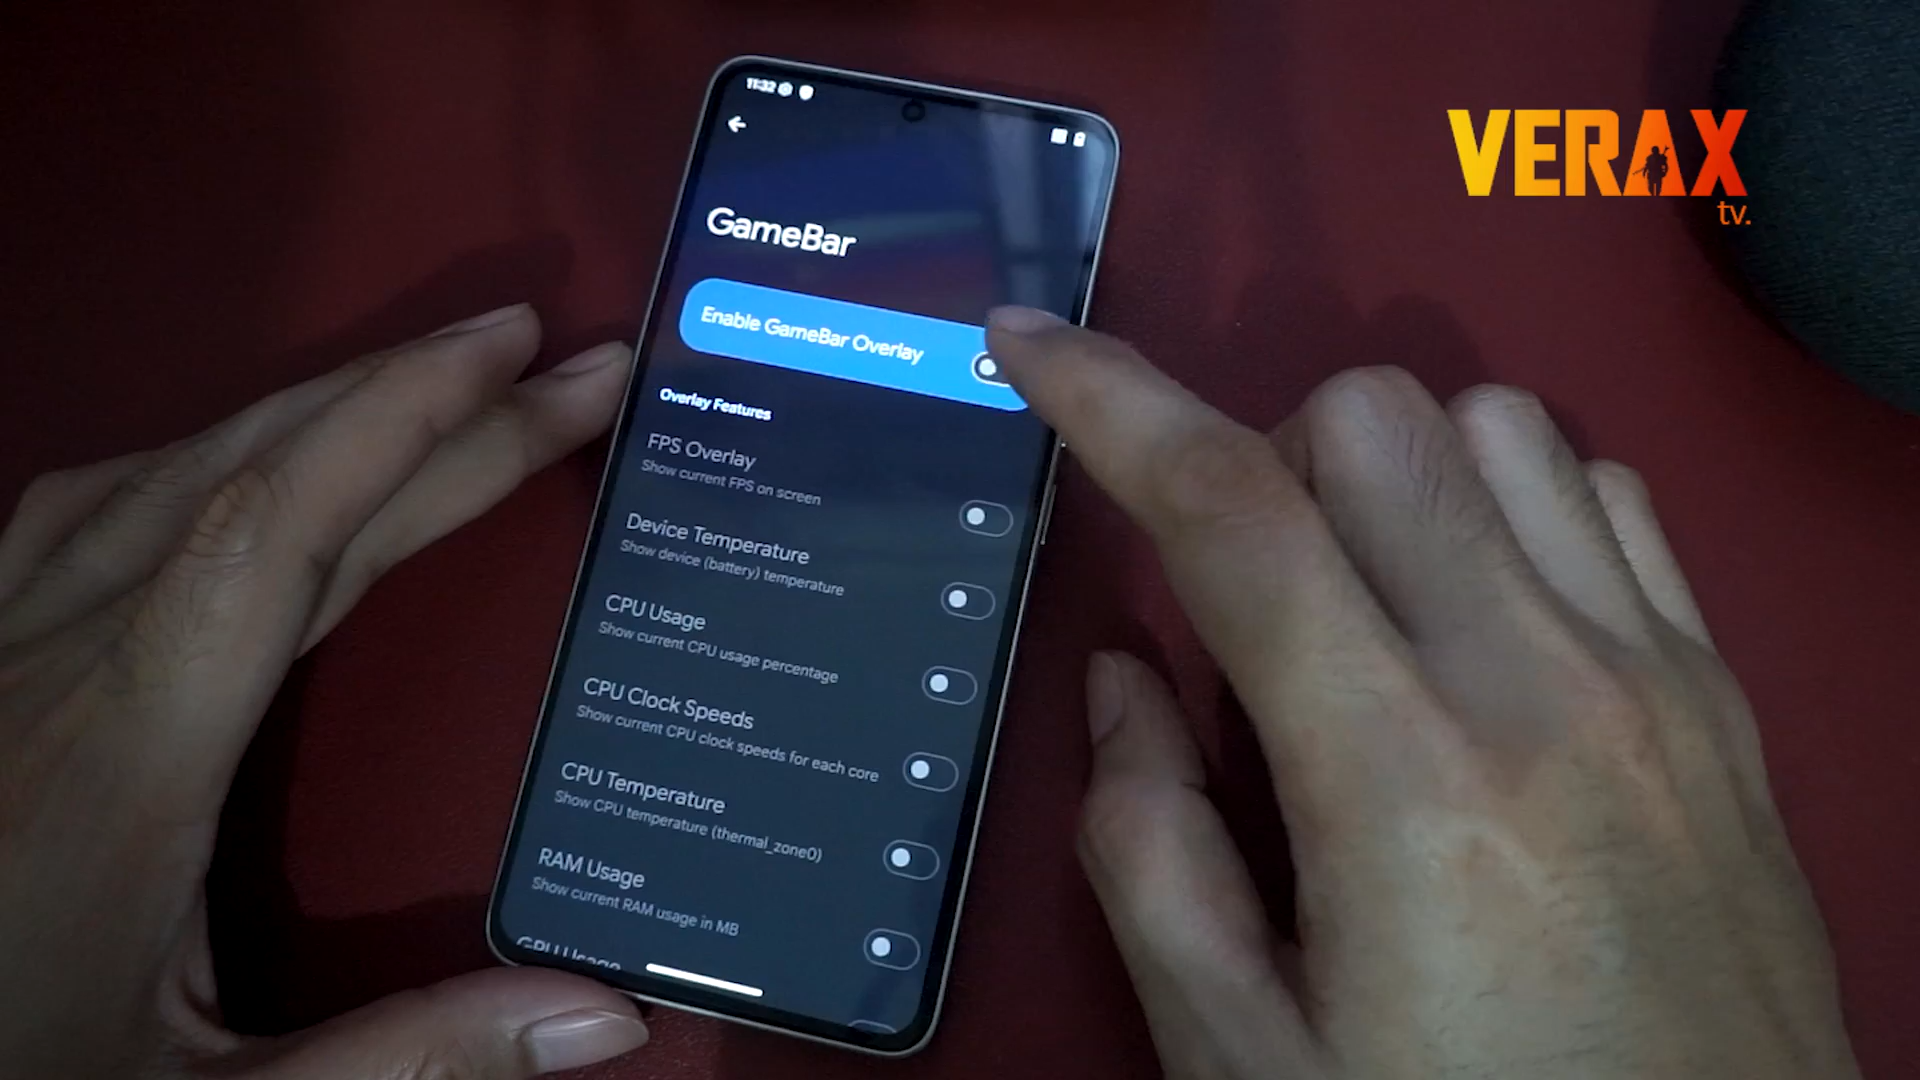 11:32
VERAX
tv.
GameBar
Enable GameBar Overlay
Overlay Features
FPS Overlay
Show current FPS on screen
Device Temperature
Show device (battery) temperature
CPU Usage
Show current CPU usage percentage
CPU Clock Speeds
Show current CPU clock speeds for each core
CPU Temperature
Show CPU temperature (thermal_zone0)
RAM Usage
Show current RAM usage in MB
GPU Usage